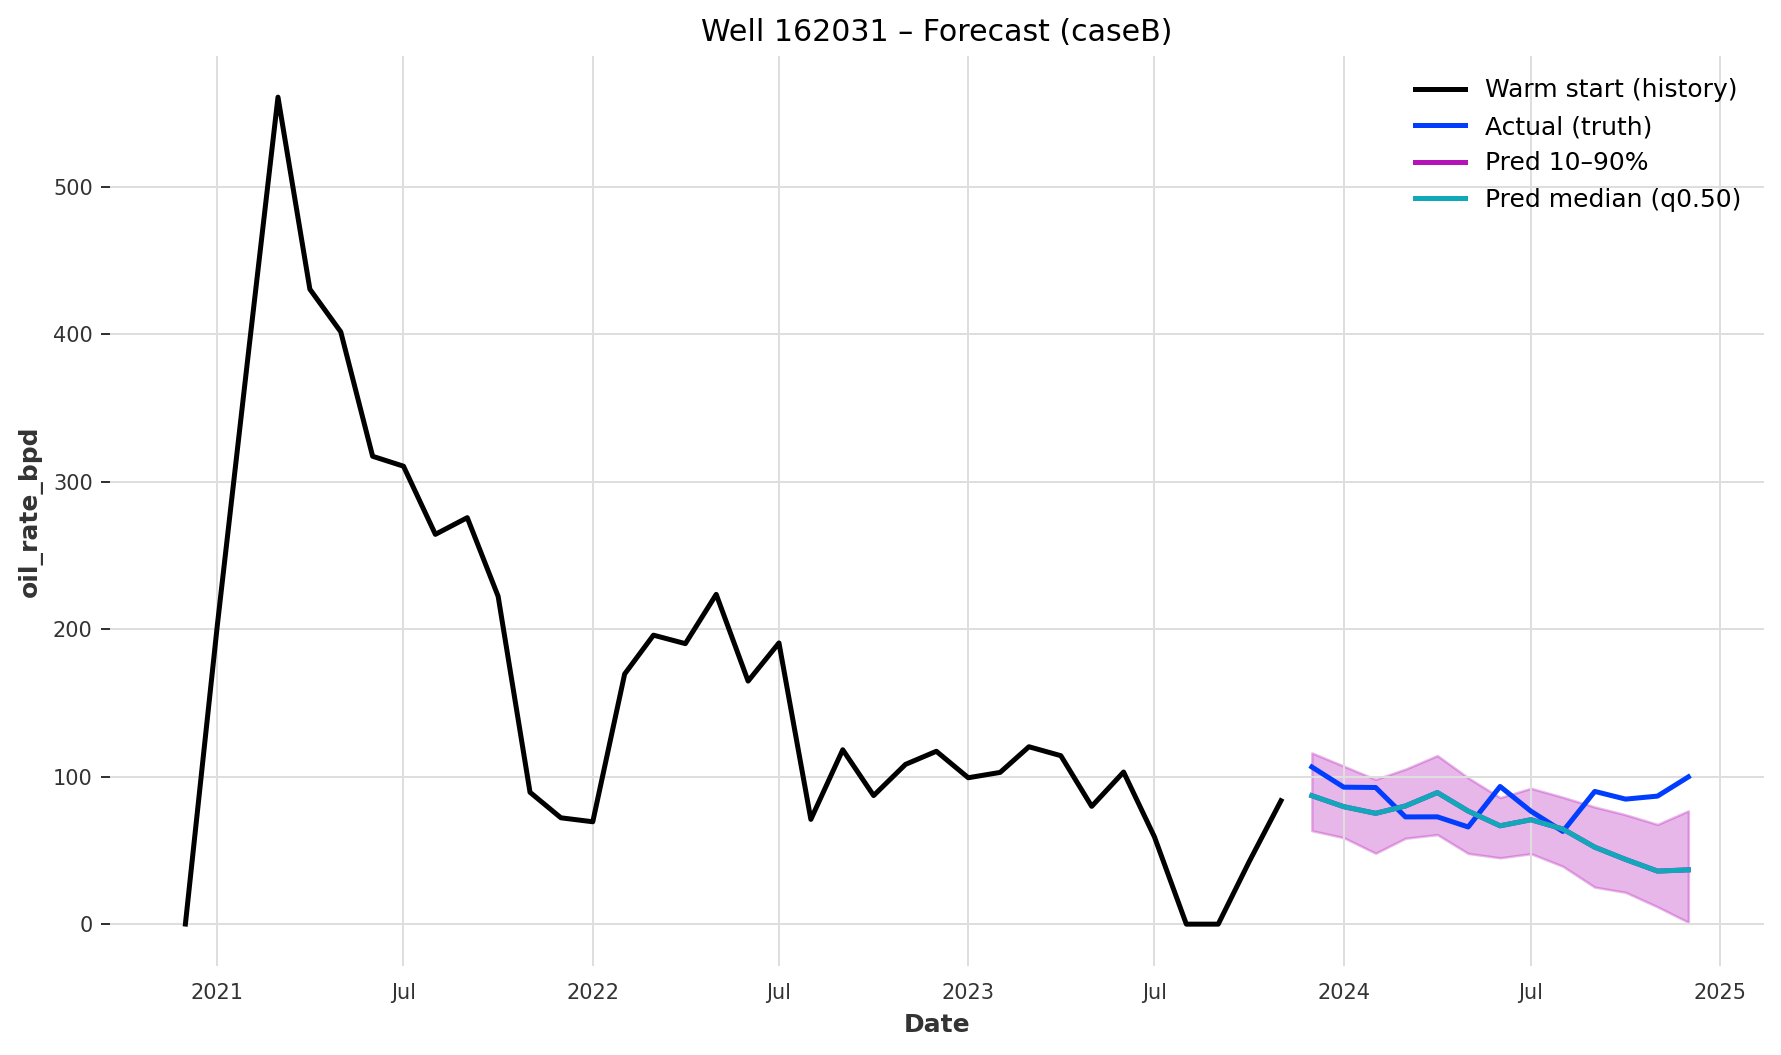 Well 162031 – Forecast (caseB)
Warm start (history)
Actual (truth)
Pred 10–90%
Pred median (q0.50)
oil_rate_bpd
500
400
300
200
100
0
2021
Jul
2022
Jul
2023
Jul
2024
Jul
2025
Date